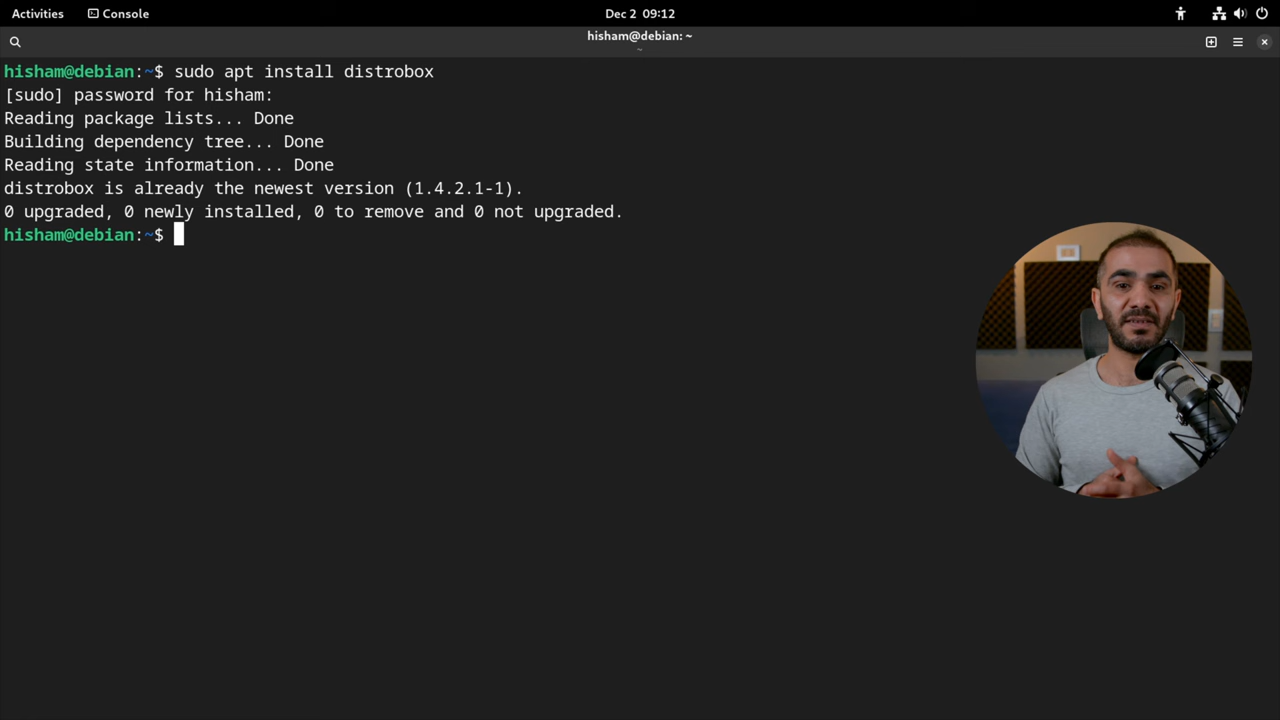 Activities Console Dec 2 09:12
hisham@debian: ~
~
hisham@debian:~$ sudo apt install distrobox
[sudo] password for hisham:
Reading package lists... Done
Building dependency tree... Done
Reading state information... Done
distrobox is already the newest version (1.4.2.1-1).
0 upgraded, 0 newly installed, 0 to remove and 0 not upgraded.
hisham@debian:~$